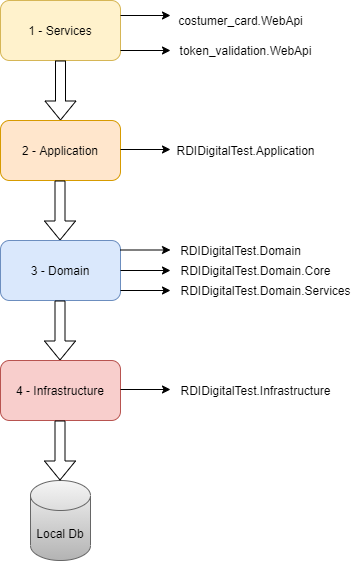 1 - Services
costumer_card.WebApi
token_validation.WebApi
2 - Application
RDIDigitalTest.Application
3 - Domain
RDIDigitalTest.Domain
RDIDigitalTest.Domain.Core
RDIDigitalTest.Domain.Services
4 - Infrastructure
RDIDigitalTest.Infrastructure
Local Db